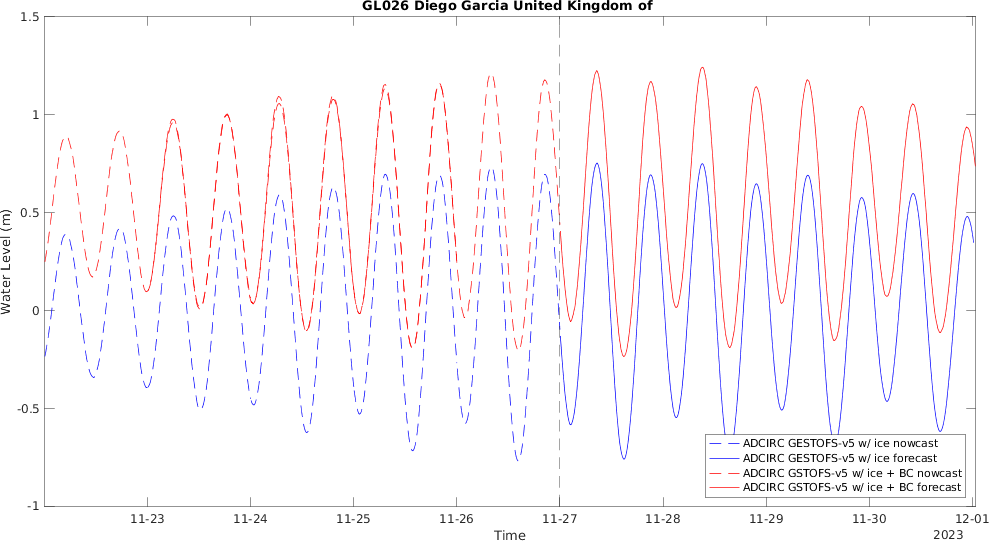 GL026 Diego Garcia United Kingdom of
1.5
1
0.5
0
-0.5
-1
Water Level (m)
ADCIRC GESTOFS-v5 w/ ice nowcast
ADCIRC GESTOFS-v5 w/ ice forecast
ADCIRC GSTOFS-v5 w/ ice + BC nowcast
ADCIRC GSTOFS-v5 w/ ice + BC forecast
11-23 11-24 11-25 11-26 11-27 11-28 11-29 11-30 12-01
Time 2023